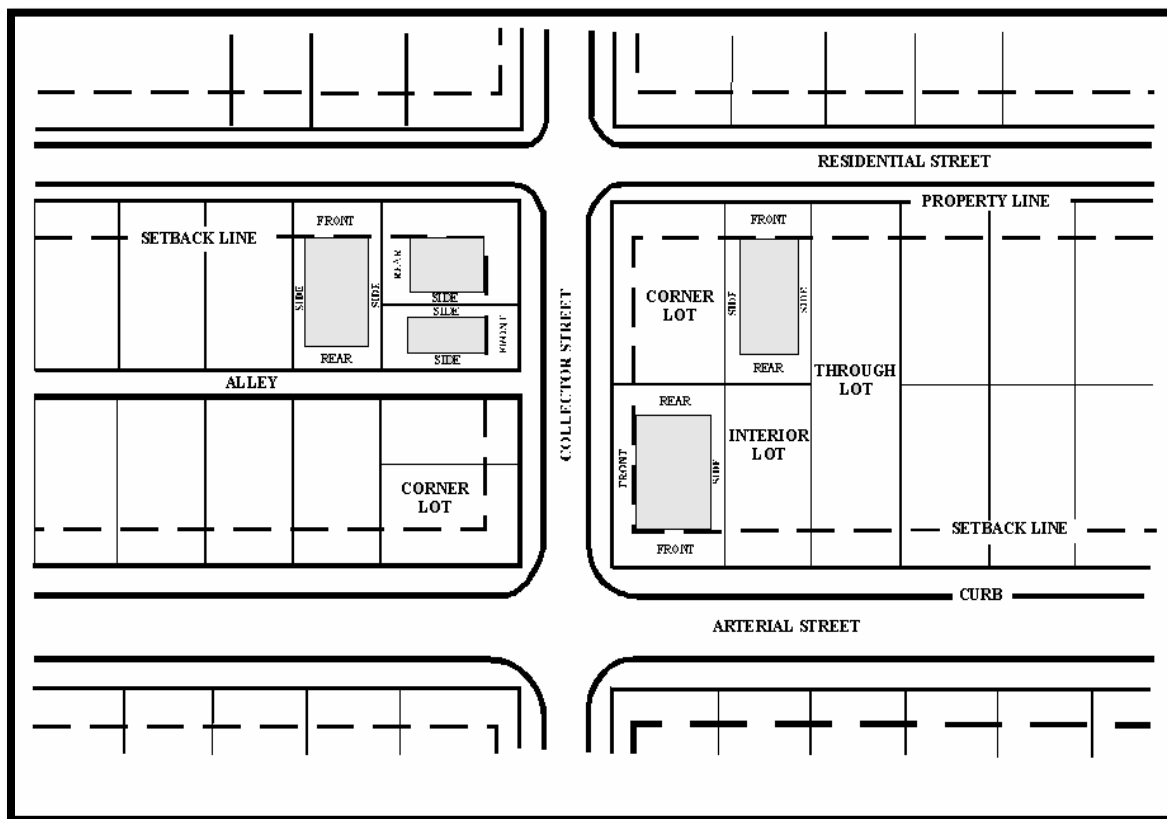 RESIDENTIAL STREET
PROPERTY LINE
FRONT
FRONT
SETBACK LINE
REAR
SIDE
SIDE
SIDE
SIDE
FRONT
SIDE
REAR
ALLEY
COLLECTOR STREET
CORNER
LOT
SIDE
SIDE
REAR
THROUGH
LOT
REAR
INTERIOR
LOT
FRONT
SIDE
CORNER
LOT
SETBACK LINE
FRONT
CURB
ARTERIAL STREET